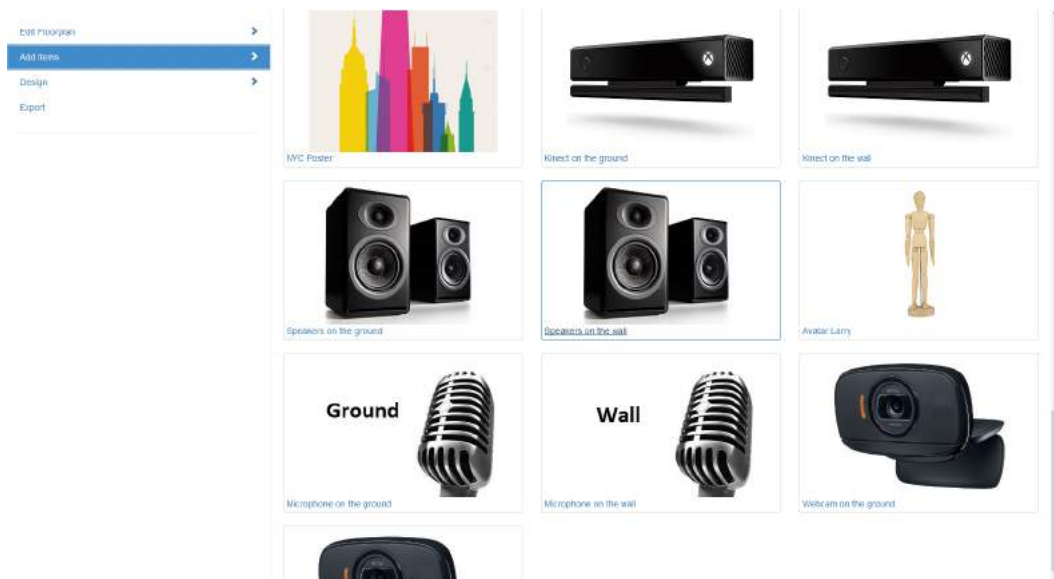 Edit Floorplan
Add Items
Design
Export
NYC Poster
Kinect on the ground
Kinect on the wall
Speakers on the ground
Speakers on the wall
Avatar Larry
Ground
Wall
Microphone on the ground
Microphone on the wall
Webcam on the ground